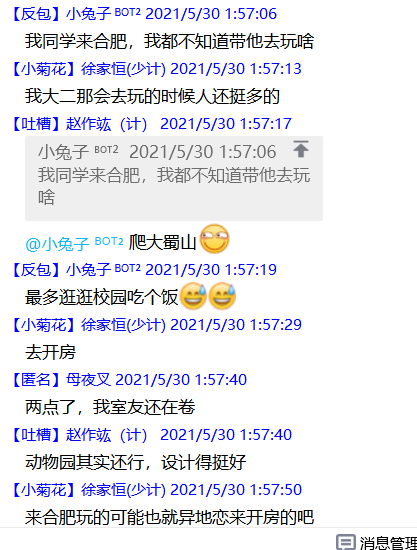 【反包】小兔子 BOT2 2021/5/30 1:57:06
我同学来合肥，我都不知道带他去玩啥
【小菊花】徐家恒(少计) 2021/5/30 1:57:13
我大二那会去玩的时候人还挺多的
【吐槽】赵作竑（计） 2021/5/30 1:57:17
小兔子 BOT2 2021/5/30 1:57:06
我同学来合肥，我都不知道带他去玩
啥
@小兔子 BOT2 爬大蜀山
【反包】小兔子 BOT2 2021/5/30 1:57:19
最多逛逛校园吃个饭
【小菊花】徐家恒(少计) 2021/5/30 1:57:29
去开房
【匿名】母夜叉 2021/5/30 1:57:40
两点了，我室友还在卷
【吐槽】赵作竑（计） 2021/5/30 1:57:40
动物园其实还行，设计得挺好
【小菊花】徐家恒(少计) 2021/5/30 1:57:50
来合肥玩的可能也就异地恋来开房的吧
消息管理